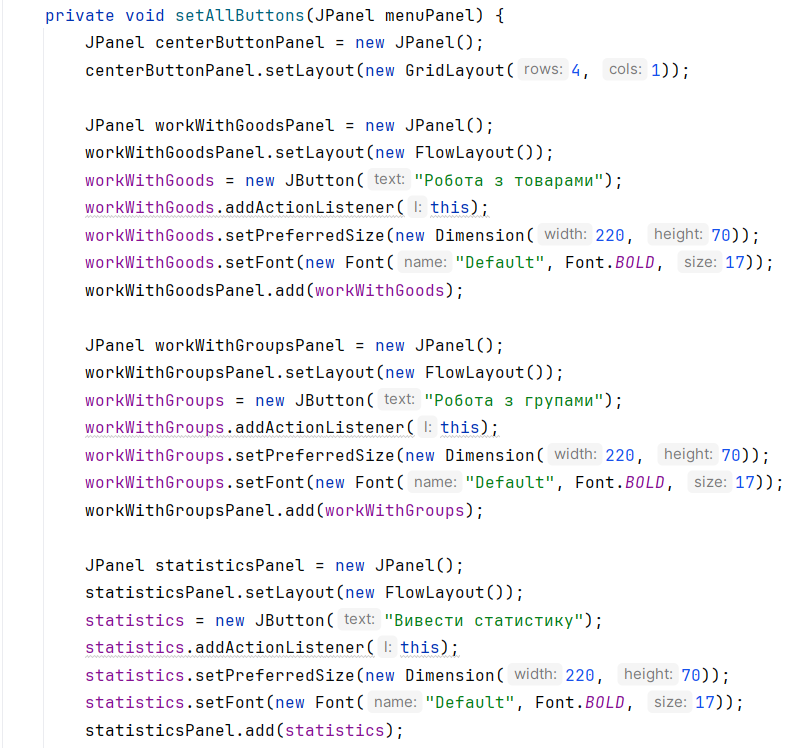 private void setAllButtons(JPanel menuPanel) {
JPanel centerButtonPanel = new JPanel();
centerButtonPanel.setLayout(new GridLayout( rows: 4, cols: 1));
JPanel workWithGoodsPanel = new JPanel();
workWithGoodsPanel.setLayout(new FlowLayout());
workWithGoods = new JButton( text: "Робота з товарами");
workWithGoods.addActionListener( l: this);
workWithGoods.setPreferredSize(new Dimension( width: 220, height: 70));
workWithGoods.setFont(new Font( name: "Default", Font.BOLD, size: 17));
workWithGoodsPanel.add(workWithGoods);
JPanel workWithGroupsPanel = new JPanel();
workWithGroupsPanel.setLayout(new FlowLayout());
workWithGroups = new JButton( text: "Робота з групами");
workWithGroups.addActionListener( l: this);
workWithGroups.setPreferredSize(new Dimension( width: 220, height: 70));
workWithGroups.setFont(new Font( name: "Default", Font.BOLD, size: 17));
workWithGroupsPanel.add(workWithGroups);
JPanel statisticsPanel = new JPanel();
statisticsPanel.setLayout(new FlowLayout());
statistics = new JButton( text: "Вивести статистику");
statistics.addActionListener( l: this);
statistics.setPreferredSize(new Dimension( width: 220, height: 70));
statistics.setFont(new Font( name: "Default", Font.BOLD, size: 17));
statisticsPanel.add(statistics);